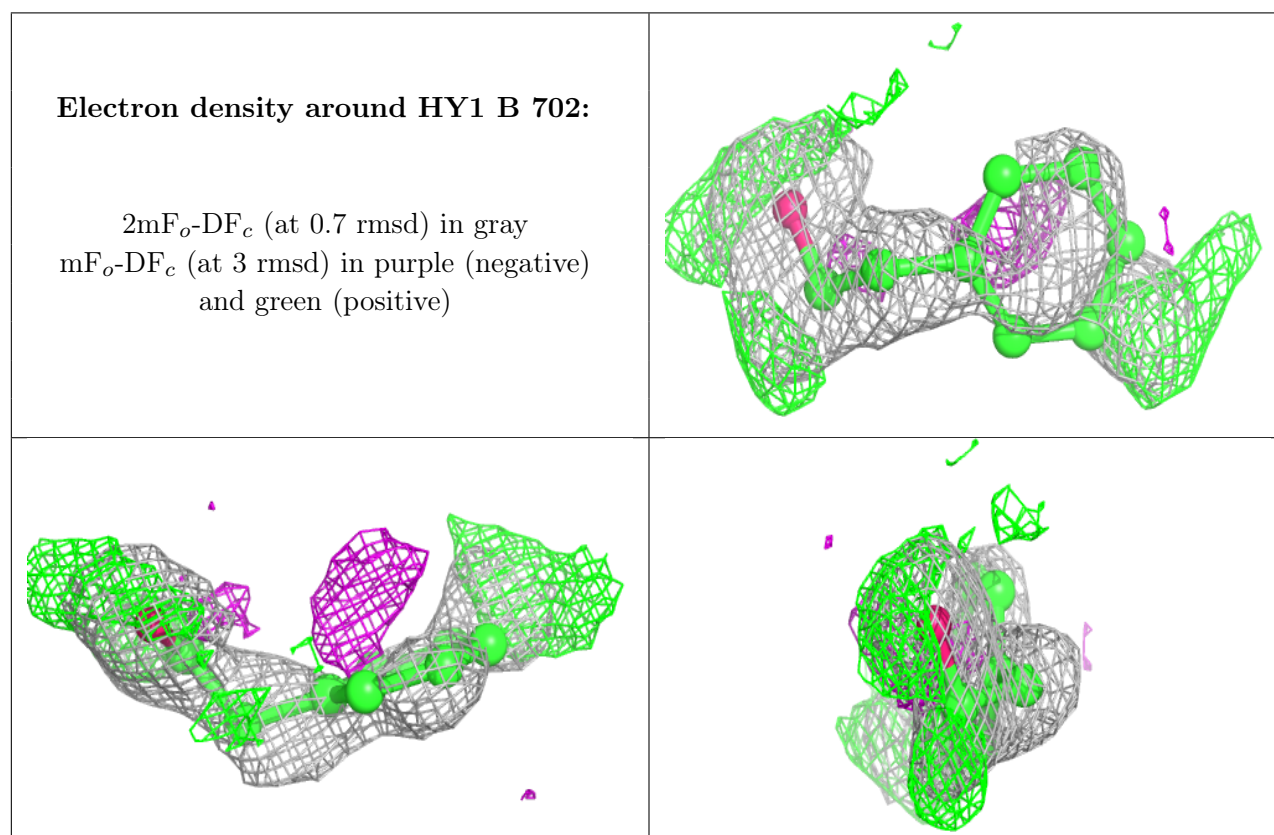 Electron density around HY1 B 702:
2mFo-DFc (at 0.7 rmsd) in gray
mFo-DFc (at 3 rmsd) in purple (negative)
and green (positive)